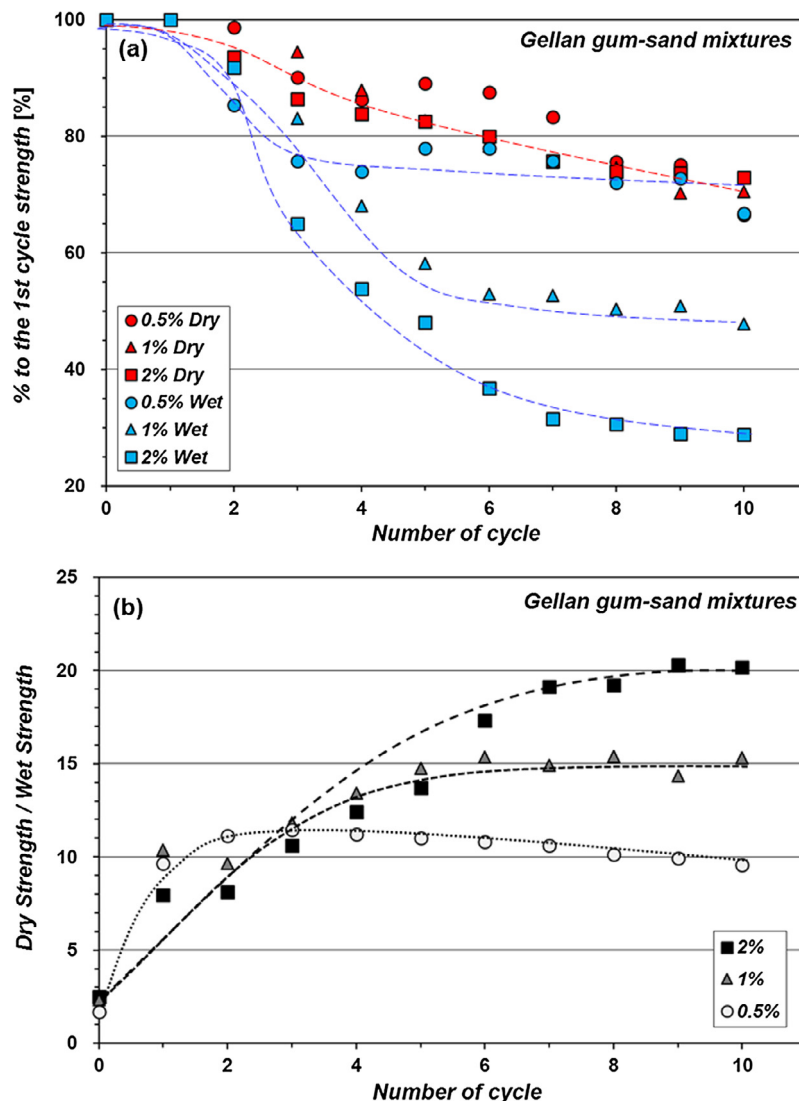 (a)
Gellan gum-sand mixtures
% to the 1st cycle strength [%]
100
80
60
40
20
0.5% Dry
1% Dry
2% Dry
0.5% Wet
1% Wet
2% Wet
0 2 4 6 8 10
Number of cycle
(b)
Gellan gum-sand mixtures
Dry Strength / Wet Strength
25
20
15
10
5
0
2%
1%
0.5%
0 2 4 6 8 10
Number of cycle